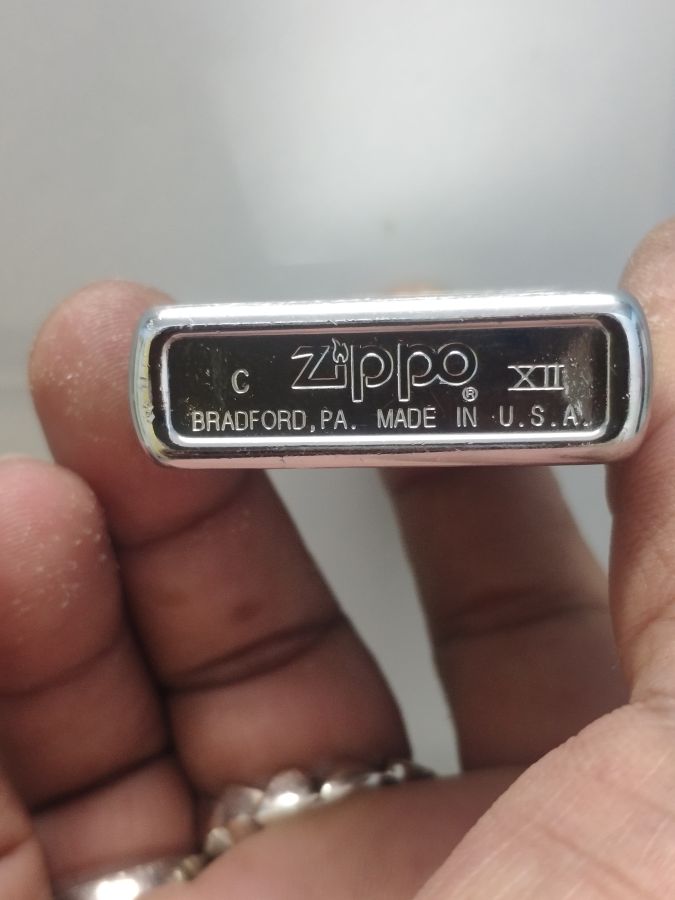 C Zippo® XII
BRADFORD, PA. MADE IN U.S.A.